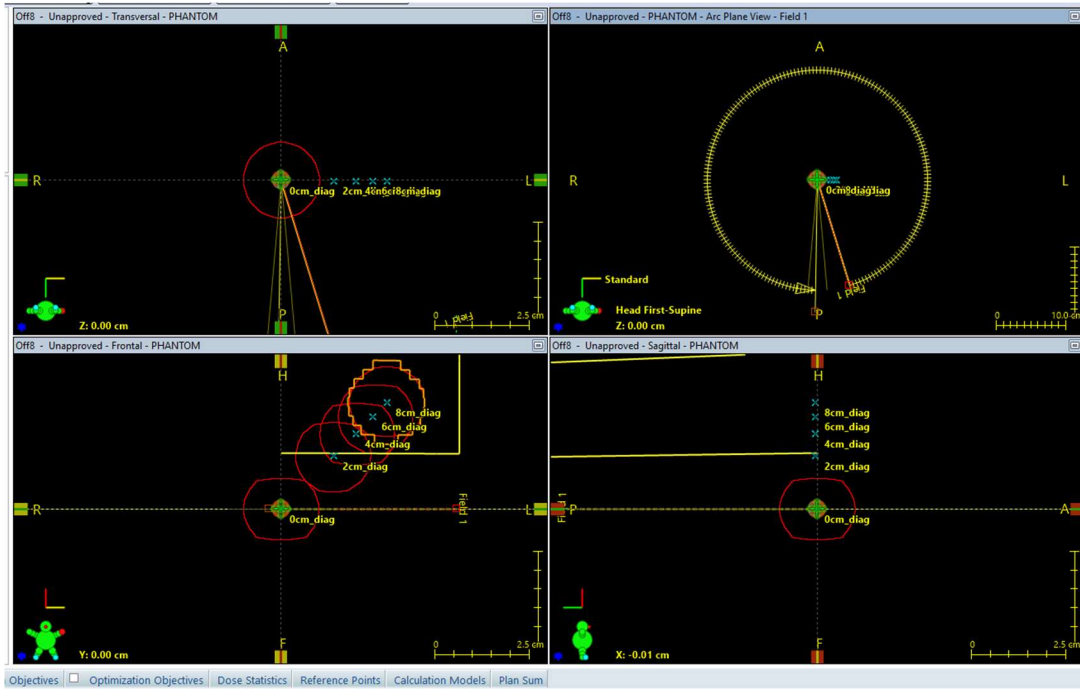 Off8 - Unapproved - Transversal - PHANTOM
A
R
L
0cm_diag
P
Z: 0.00 cm
0
2.5 cm
Off8 - Unapproved - PHANTOM - Arc Plane View - Field 1
A
R
L
Field 1
P
Standard
Head First-Supine
Z: 0.00 cm
0
10.0 cm
Off8 - Unapproved - Frontal - PHANTOM
H
8cm_diag
6cm_diag
4cm_diag
2cm_diag
R
0cm_diag
Field 1
L
F
Y: 0.00 cm
0
2.5 cm
Off8 - Unapproved - Sagittal - PHANTOM
H
8cm_diag
6cm_diag
4cm_diag
2cm_diag
P
0cm_diag
A
F
X: -0.01 cm
0
2.5 cm
Objectives Optimization Objectives Dose Statistics Reference Points Calculation Models Plan Sum